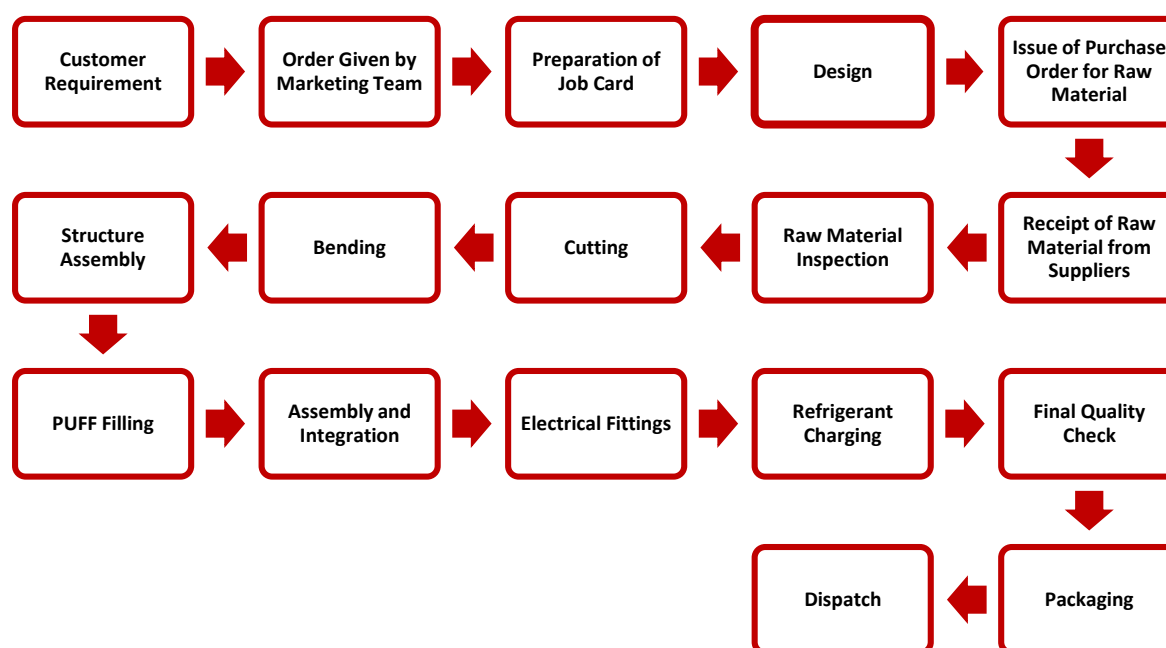 Customer
Requirement
Order Given by
Marketing Team
Preparation of
Job Card
Design
Issue of Purchase
Order for Raw
Material
Receipt of Raw
Material from
Suppliers
Raw Material
Inspection
Cutting
Bending
Structure
Assembly
PUFF Filling
Assembly and
Integration
Electrical Fittings
Refrigerant
Charging
Final Quality
Check
Packaging
Dispatch